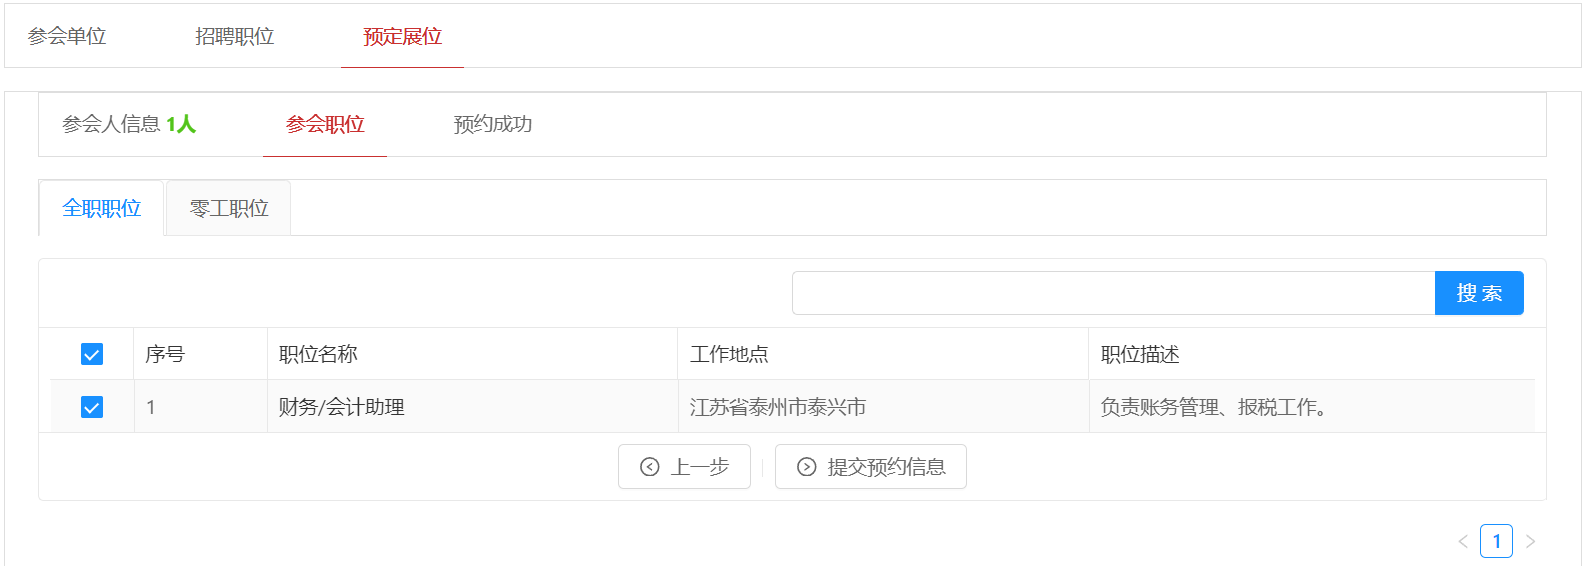 参会单位 招聘职位 预定展位
参会人信息 1人 参会职位 预约成功
全职职位 零工职位
搜 索
序号 职位名称 工作地点 职位描述
1 财务/会计助理 江苏省泰州市泰兴市 负责账务管理、报税工作。
上一步 提交预约信息
1